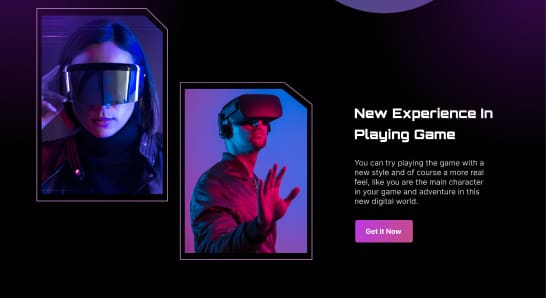 New Experience In
Playing Game
You can try playing the game with a
new style and of course a more real
feel, like you are the main character
in your game and adventure in this
new digital world.
Get it Now